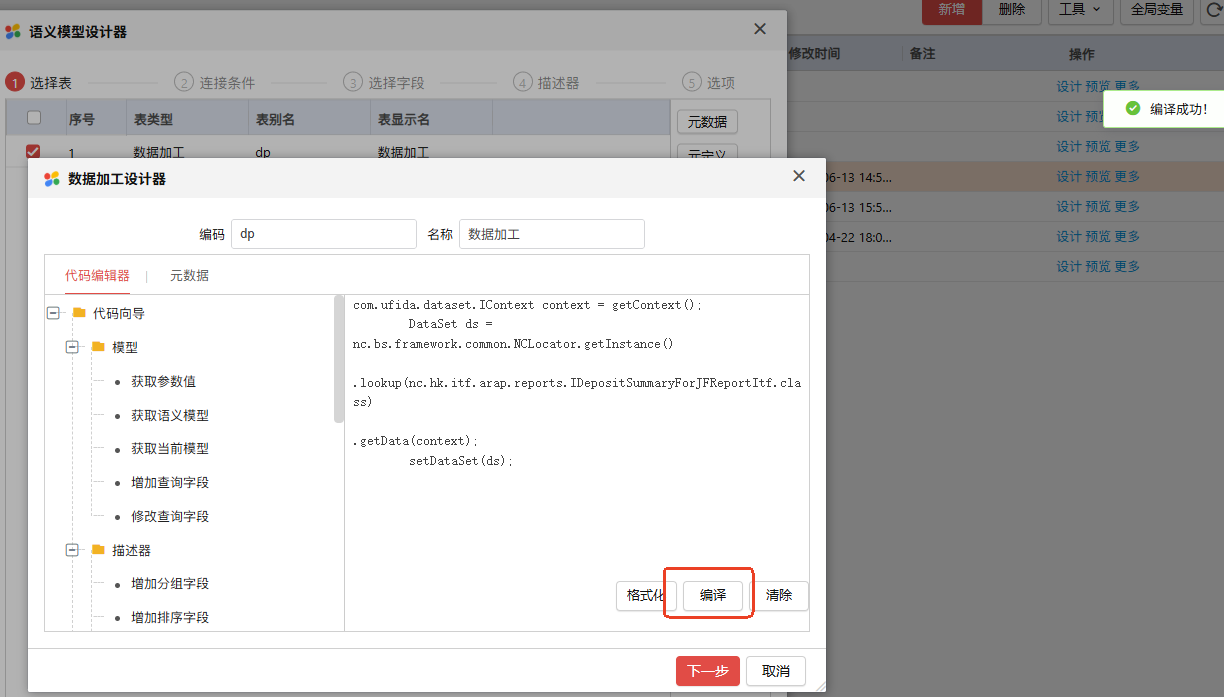 新增 删除 工具 全局变量
语义模型设计器
修改时间 备注 操作
1 选择表 2 连接条件 3 选择字段 4 描述器 5 选项
设计 预览 更多
编译成功！
序号 表类型 表别名 表显示名
元数据
设计 预览
设计 预览 更多
1 数据加工 dp 数据加工
元定义
数据加工设计器
06-13 14:5... 设计 预览 更多
06-13 15:5... 设计 预览 更多
04-22 18:0... 设计 预览 更多
设计 预览 更多
编码 dp 名称 数据加工
代码编辑器 | 元数据
代码向导
模型
获取参数值
获取语义模型
获取当前模型
增加查询字段
修改查询字段
描述器
增加分组字段
增加排序字段
com.ufida.dataset.IContext context = getContext();
DataSet ds =
nc.bs.framework.common.NCLocator.getInstance()
.lookup(nc.hk.itf.arap.reports.IDepositSummaryForJFReportItf.cla
ss)
.getData(context);
setDataSet(ds);
格式化 编译 清除
下一步 取消